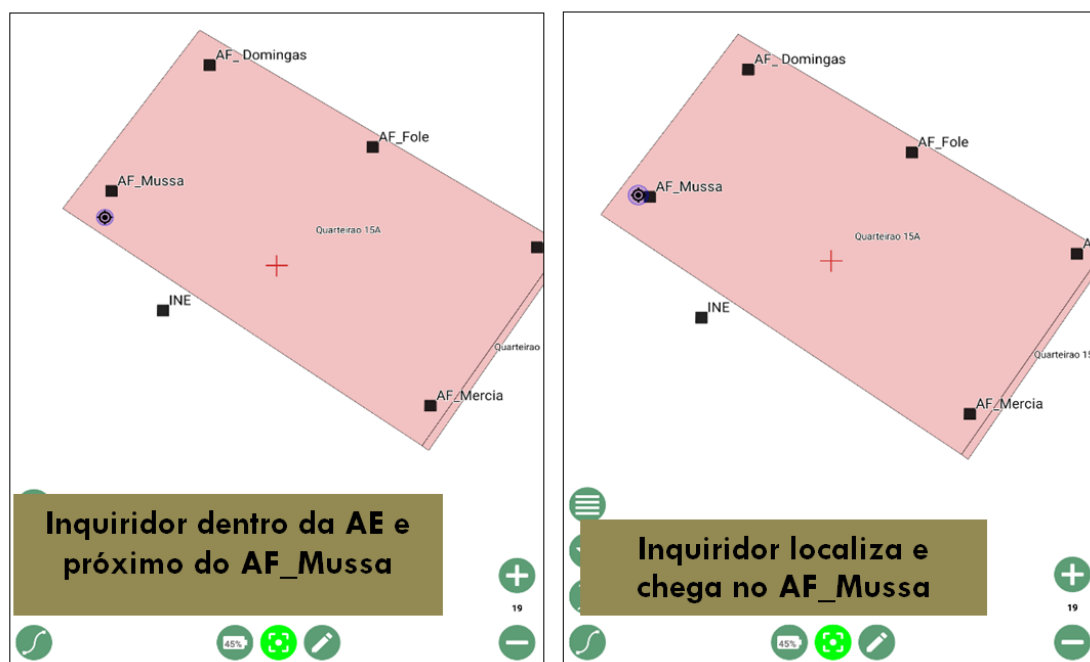 AF_ Domingas
AF_Fole
AF_Mussa
Quarteirao 15A
INE
Quarteirao
AF_Mercia
Inquiridor dentro da AE e
próximo do AF_Mussa
19
45%
AF_ Domingas
AF_Fole
AF_Mussa
Quarteirao 15A
A
INE
Quarteirao 15
AF_Mercia
Inquiridor localiza e
chega no AF_Mussa
19
45%